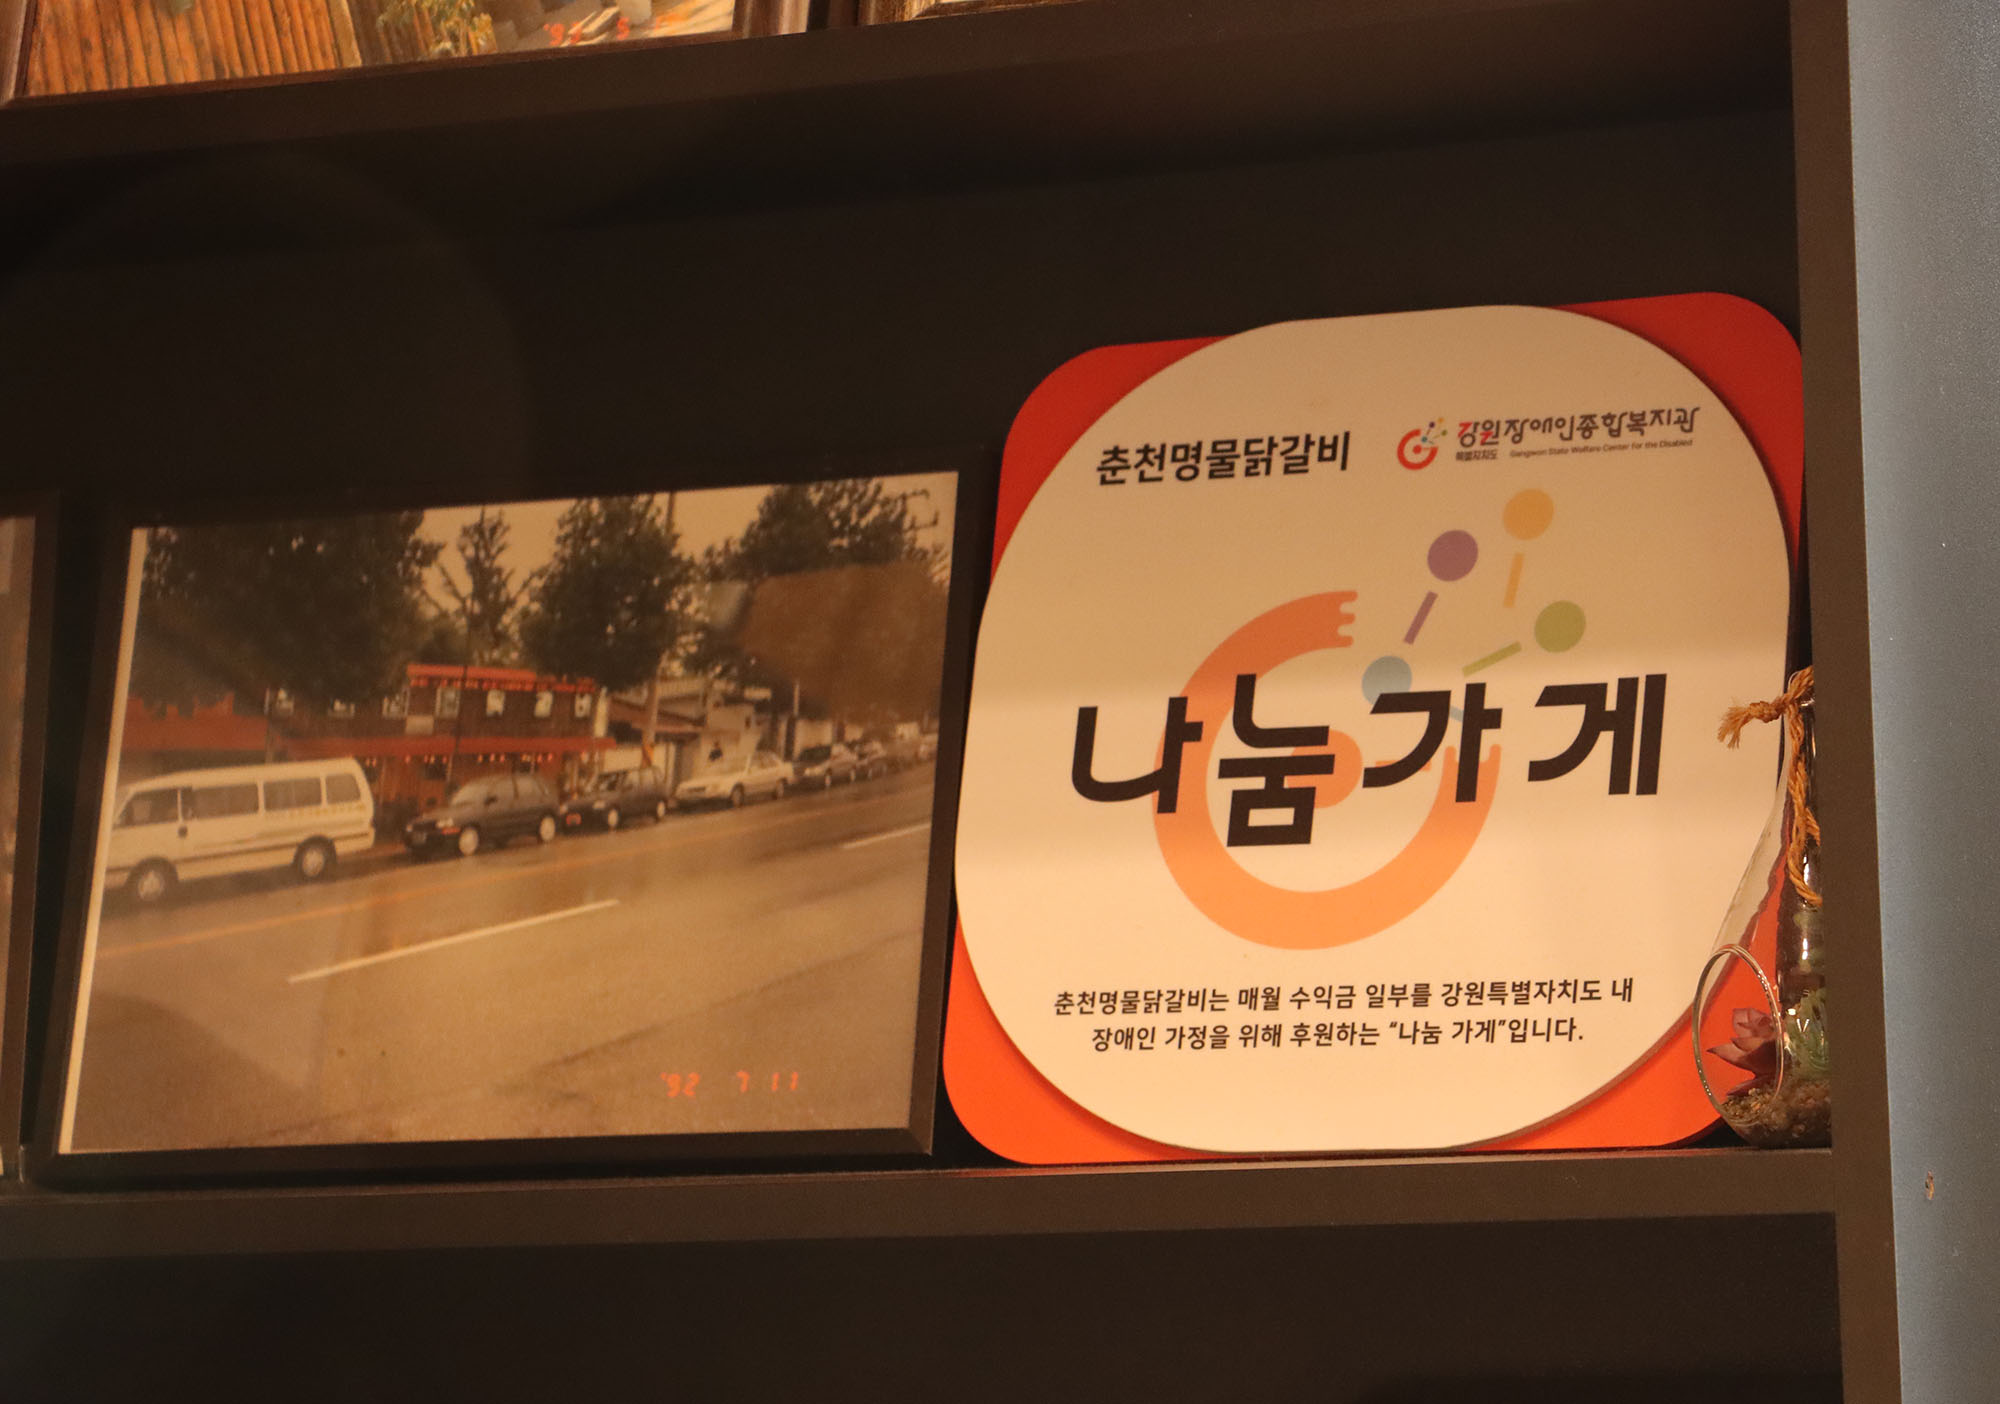 춘천명물닭갈비
강원장애인종합복지관
특별자치도 Gangwon State Welfare Center for the Disabled
나눔가게
춘천명물닭갈비는 매월 수익금 일부를 강원특별자치도 내
장애인 가정을 위해 후원하는 “나눔 가게”입니다.
'92 7 11